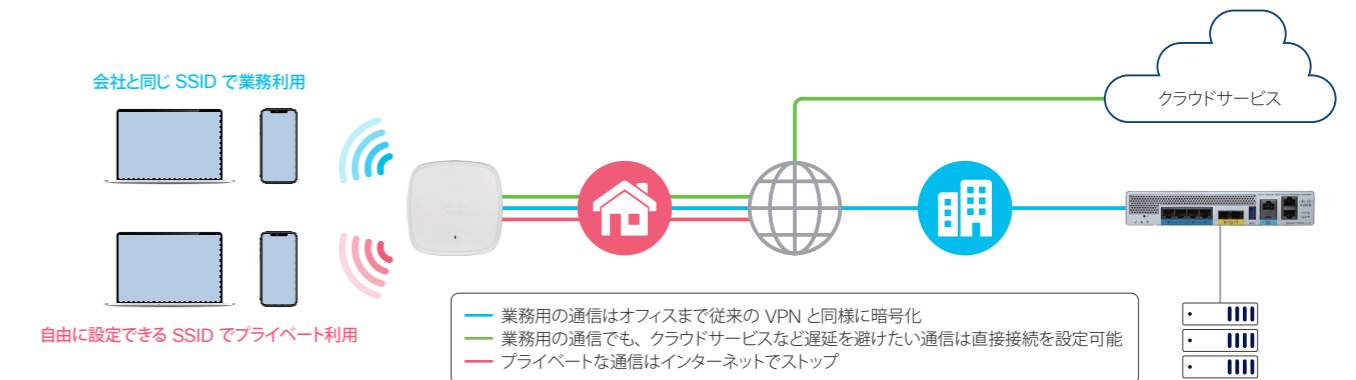 会社と同じ SSID で業務利用
クラウドサービス
自由に設定できる SSID でプライベート利用
業務用の通信はオフィスまで従来の VPN と同様に暗号化
業務用の通信でも、クラウドサービスなど遅延を避けたい通信は直接接続を設定可能
プライベートな通信はインターネットでストップ